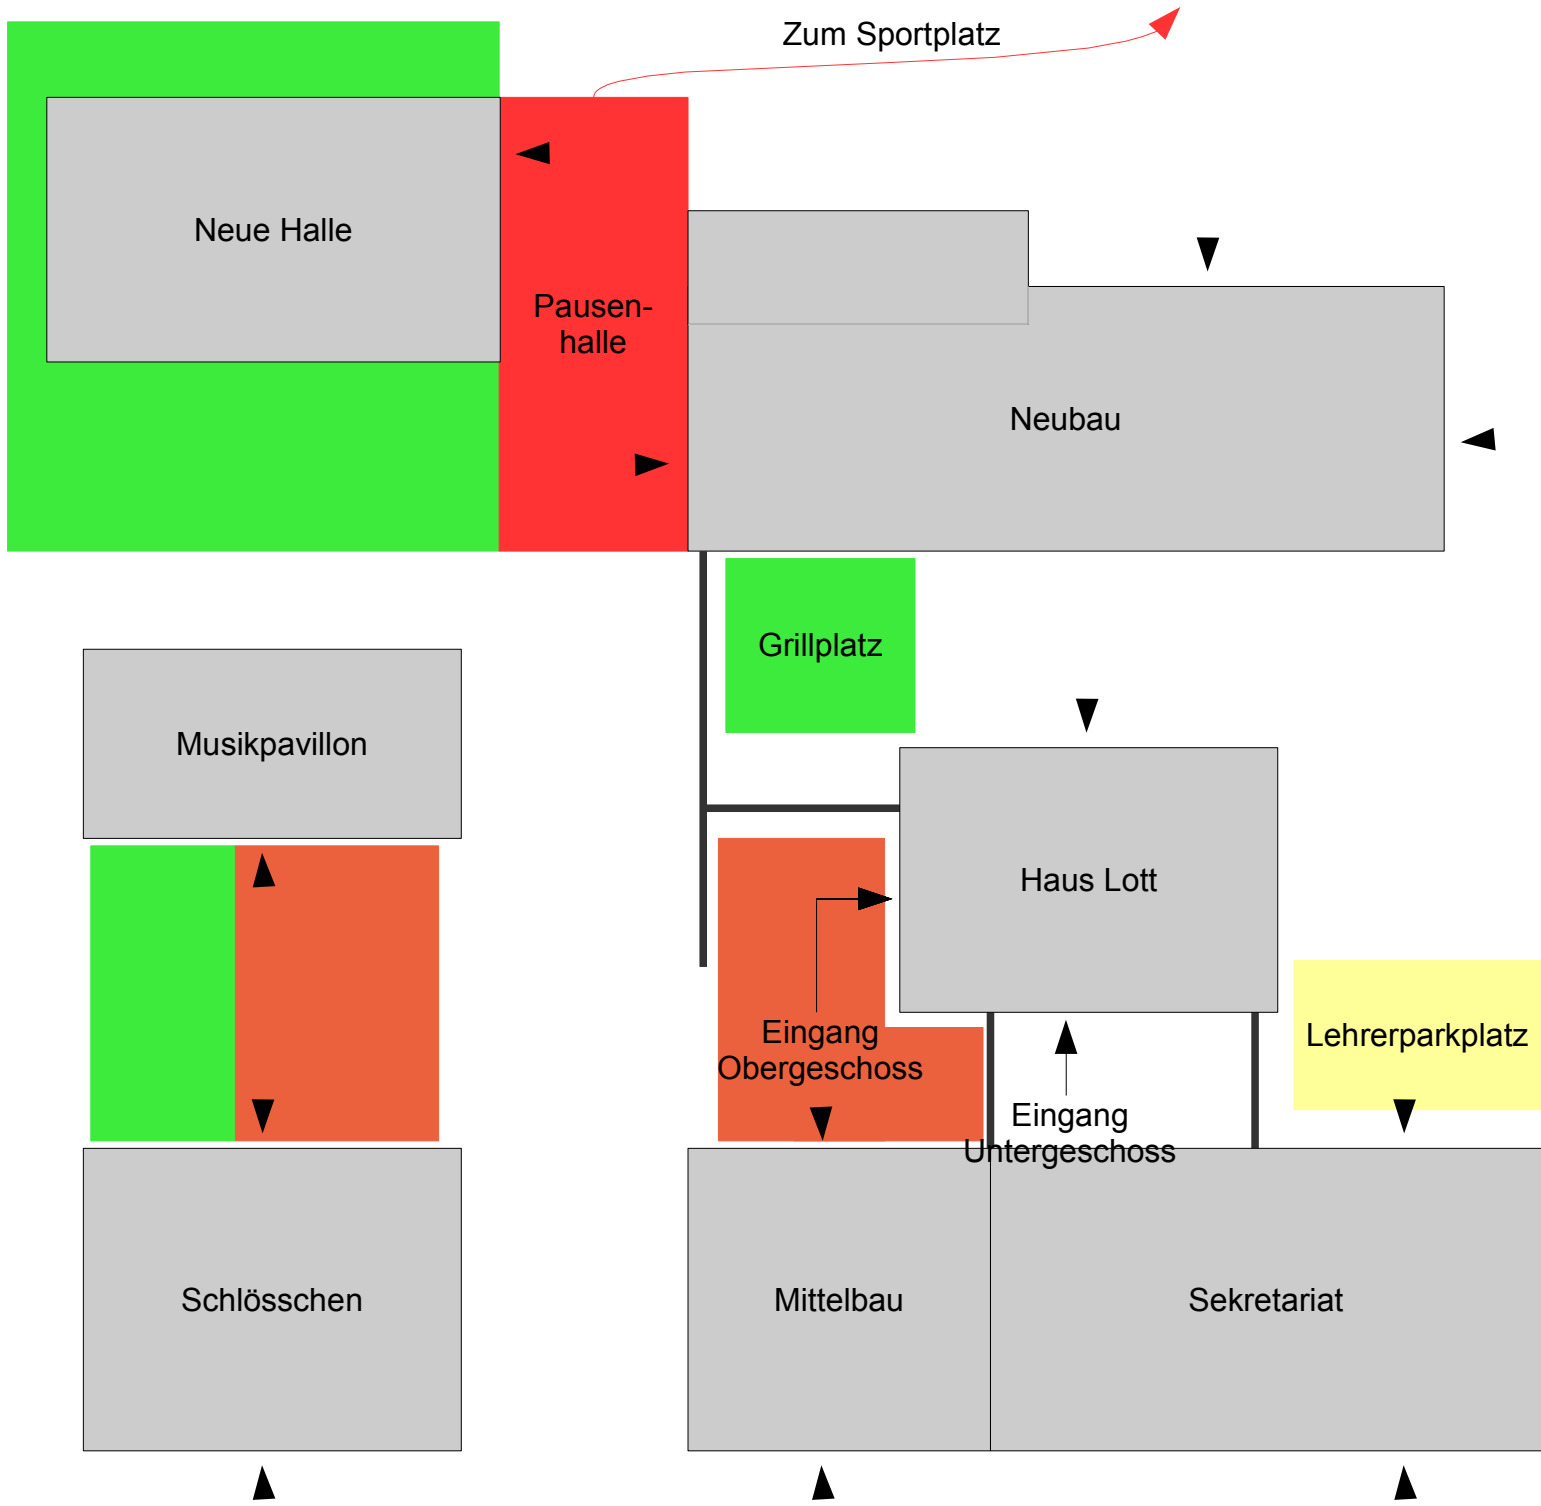 Zum Sportplatz
Neue Halle
Pausen-
halle
Neubau
Grillplatz
Musikpavillon
Haus Lott
Eingang
Obergeschoss
Lehrerparkplatz
Eingang
Untergeschoss
Schlösschen
Mittelbau
Sekretariat